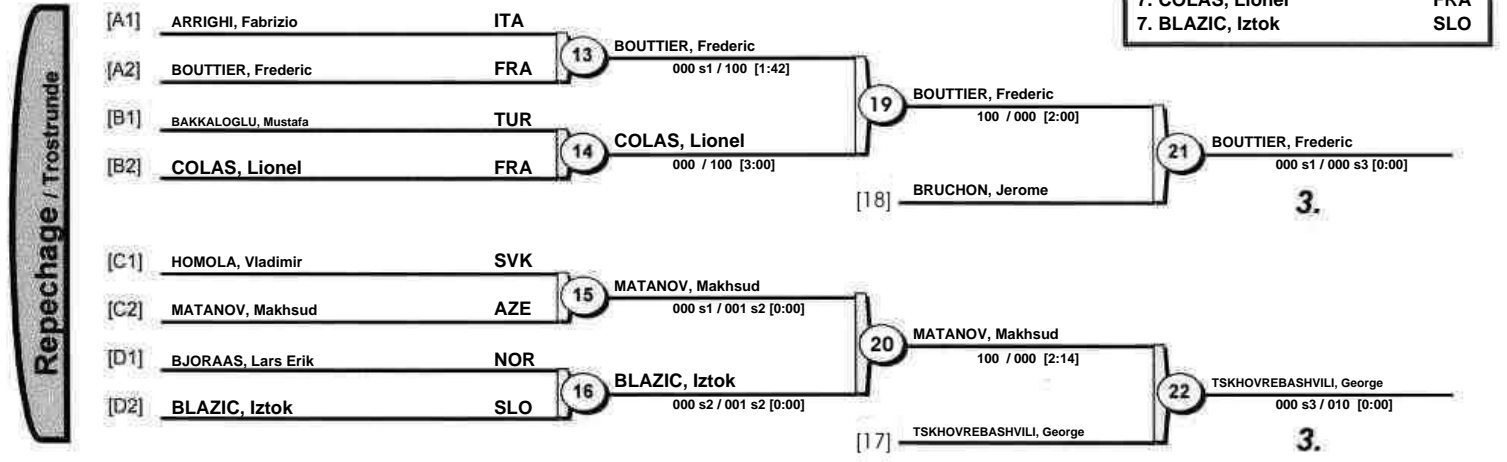 7. COLAS, Lionel FRA
7. BLAZIC, Iztok SLO
Repechage / Trostrunde
[A1] ARRIGHI, Fabrizio ITA
[A2] BOUTTIER, Frederic FRA
13
BOUTTIER, Frederic
000 s1 / 100 [1:42]
[B1] BAKKALOGLU, Mustafa TUR
[B2] COLAS, Lionel FRA
14
COLAS, Lionel
000 / 100 [3:00]
19
BOUTTIER, Frederic
100 / 000 [2:00]
[18] BRUCHON, Jerome
21
BOUTTIER, Frederic
000 s1 / 000 s3 [0:00]
3.
[C1] HOMOLA, Vladimir SVK
[C2] MATANOV, Makhsud AZE
15
MATANOV, Makhsud
000 s1 / 001 s2 [0:00]
[D1] BJORAAS, Lars Erik NOR
[D2] BLAZIC, Iztok SLO
16
BLAZIC, Iztok
000 s2 / 001 s2 [0:00]
20
MATANOV, Makhsud
100 / 000 [2:14]
[17] TSKHOVREBASHVILI, George
22
TSKHOVREBASHVILI, George
000 s3 / 010 [0:00]
3.